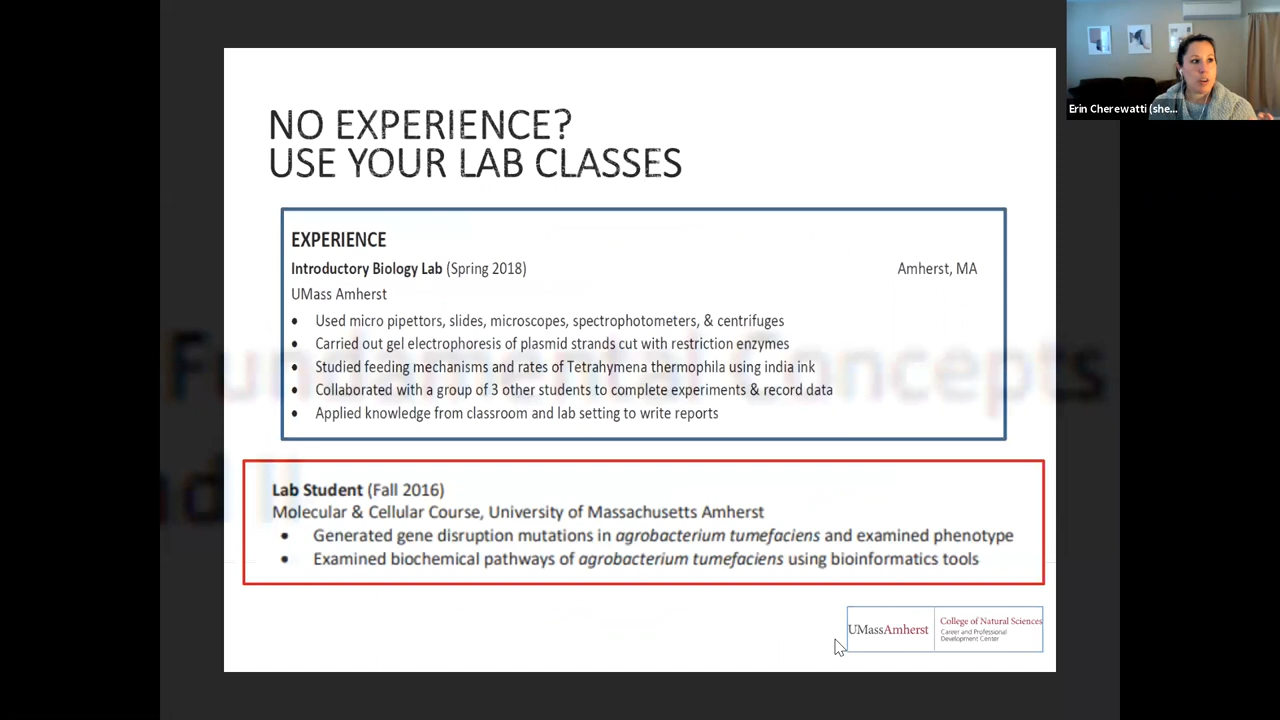 NO EXPERIENCE?
USE YOUR LAB CLASSES
Erin Cherewatti (she...
EXPERIENCE
Introductory Biology Lab (Spring 2018) Amherst, MA
UMass Amherst
• Used micro pipettors, slides, microscopes, spectrophotometers, & centrifuges
• Carried out gel electrophoresis of plasmid strands cut with restriction enzymes
• Studied feeding mechanisms and rates of Tetrahymena thermophila using india ink
• Collaborated with a group of 3 other students to complete experiments & record data
• Applied knowledge from classroom and lab setting to write reports
Fundamental Concepts
Lab Student (Fall 2016)
Molecular & Cellular Course, University of Massachusetts Amherst
• Generated gene disruption mutations in agrobacterium tumefaciens and examined phenotype
• Examined biochemical pathways of agrobacterium tumefaciens using bioinformatics tools
UMassAmherst
College of Natural Sciences
Career and Professional
Development Center